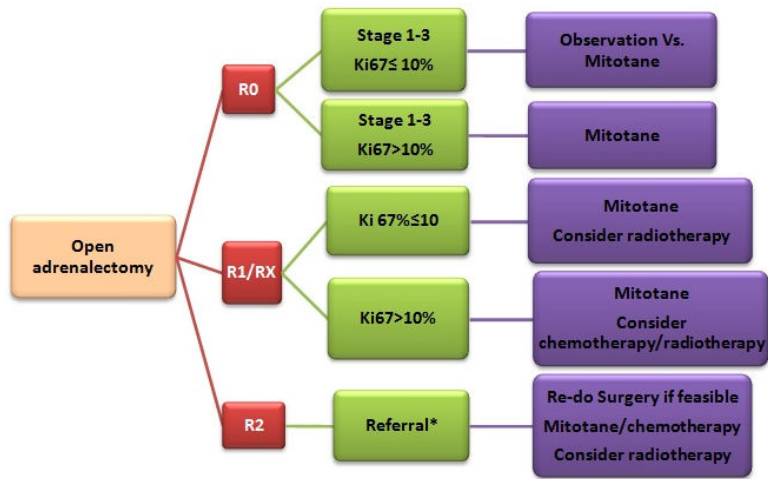 Open
adrenalectomy
R0
Stage 1-3
Ki67≤ 10%
Observation Vs.
Mitotane
Stage 1-3
Ki67>10%
Mitotane
R1/RX
Ki 67%≤10
Mitotane
Consider radiotherapy
Ki67>10%
Mitotane
Consider
chemotherapy/radiotherapy
R2
Referral*
Re-do Surgery if feasible
Mitotane/chemotherapy
Consider radiotherapy